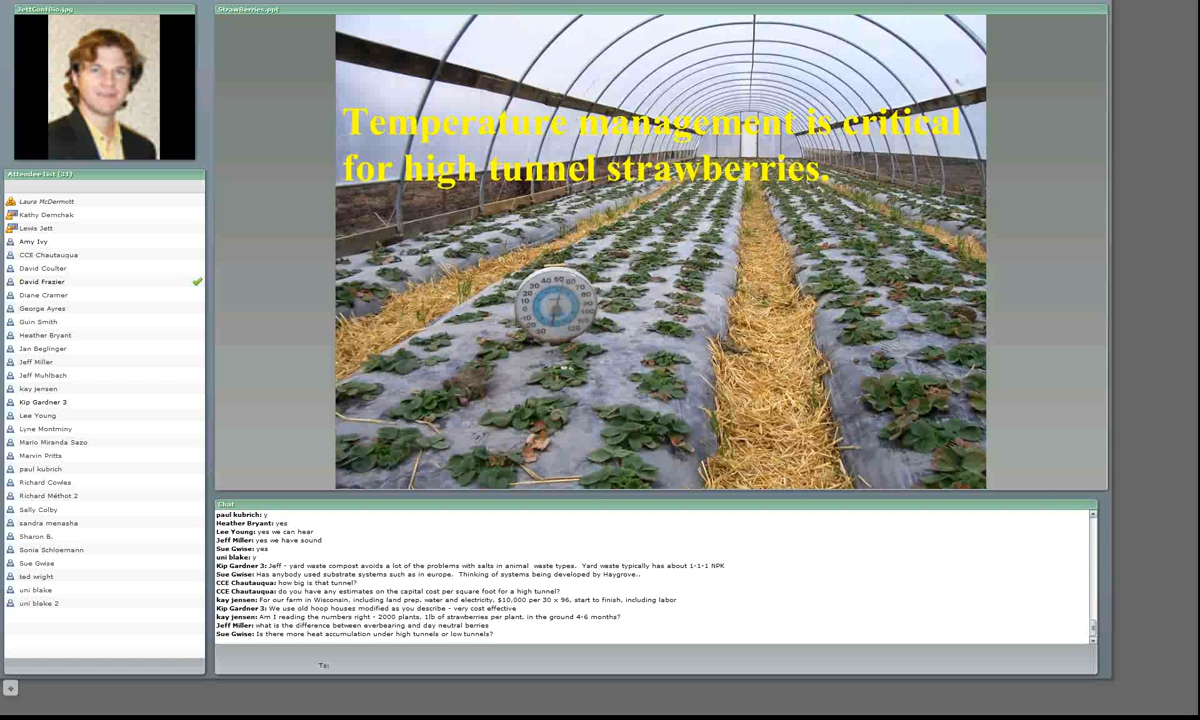 JettConfBio.jpg
Attendee List (31)
Laura McDermott
Kathy Demchak
Lewis Jett
Amy Ivy
CCE Chautauqua
David Coulter
David Frazier
Diane Cramer
George Ayres
Guin Smith
Heather Bryant
Jan Beglinger
Jeff Miller
Jeff Muhlbach
kay jensen
Kip Gardner 3
Lee Young
Lyne Montminy
Mario Miranda Sazo
Marvin Pritts
paul kubrich
Richard Cowles
Richard Méthot 2
Sally Colby
sandra menasha
Sharon B.
Sonia Schloemann
Sue Gwise
ted wright
uni blake
uni blake 2
StrawBerries.ppt
Temperature management is critical
for high tunnel strawberries.
Chat
paul kubrich: y
Heather Bryant: yes
Lee Young: yes we can hear
Jeff Miller: yes we have sound
Sue Gwise: yes
uni blake: y
Kip Gardner 3: Jeff - yard waste compost avoids a lot of the problems with salts in animal waste types. Yard waste typically has about 1-1-1 NPK
Sue Gwise: Has anybody used substrate systems such as in europe. Thinking of systems being developed by Haygrove..
CCE Chautauqua: how big is that tunnel?
CCE Chautauqua: do you have any estimates on the capital cost per square foot for a high tunnel?
kay jensen: For our farm in Wisconsin, including land prep, water and electricity, $10,000 per 30 x 96, start to finish, including labor
Kip Gardner 3: We use old hoop houses modified as you describe - very cost effective
kay jensen: Am I reading the numbers right - 2000 plants, 1lb of strawberries per plant, in the ground 4-6 months?
Jeff Miller: what is the difference between everbearing and day neutral berries
Sue Gwise: Is there more heat accumulation under high tunnels or low tunnels?
To: